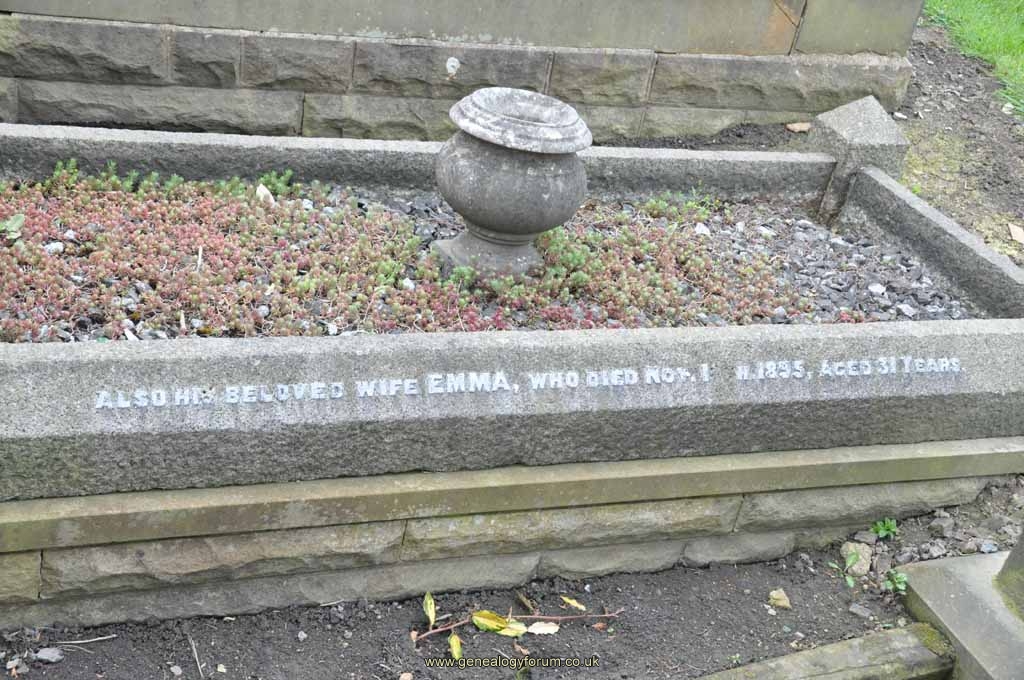 ALSO HIS BELOVED WIFE EMMA, WHO DIED NOV. 1 H. 1895, AGED 31 YEARS.
www.genealogyforum.co.uk